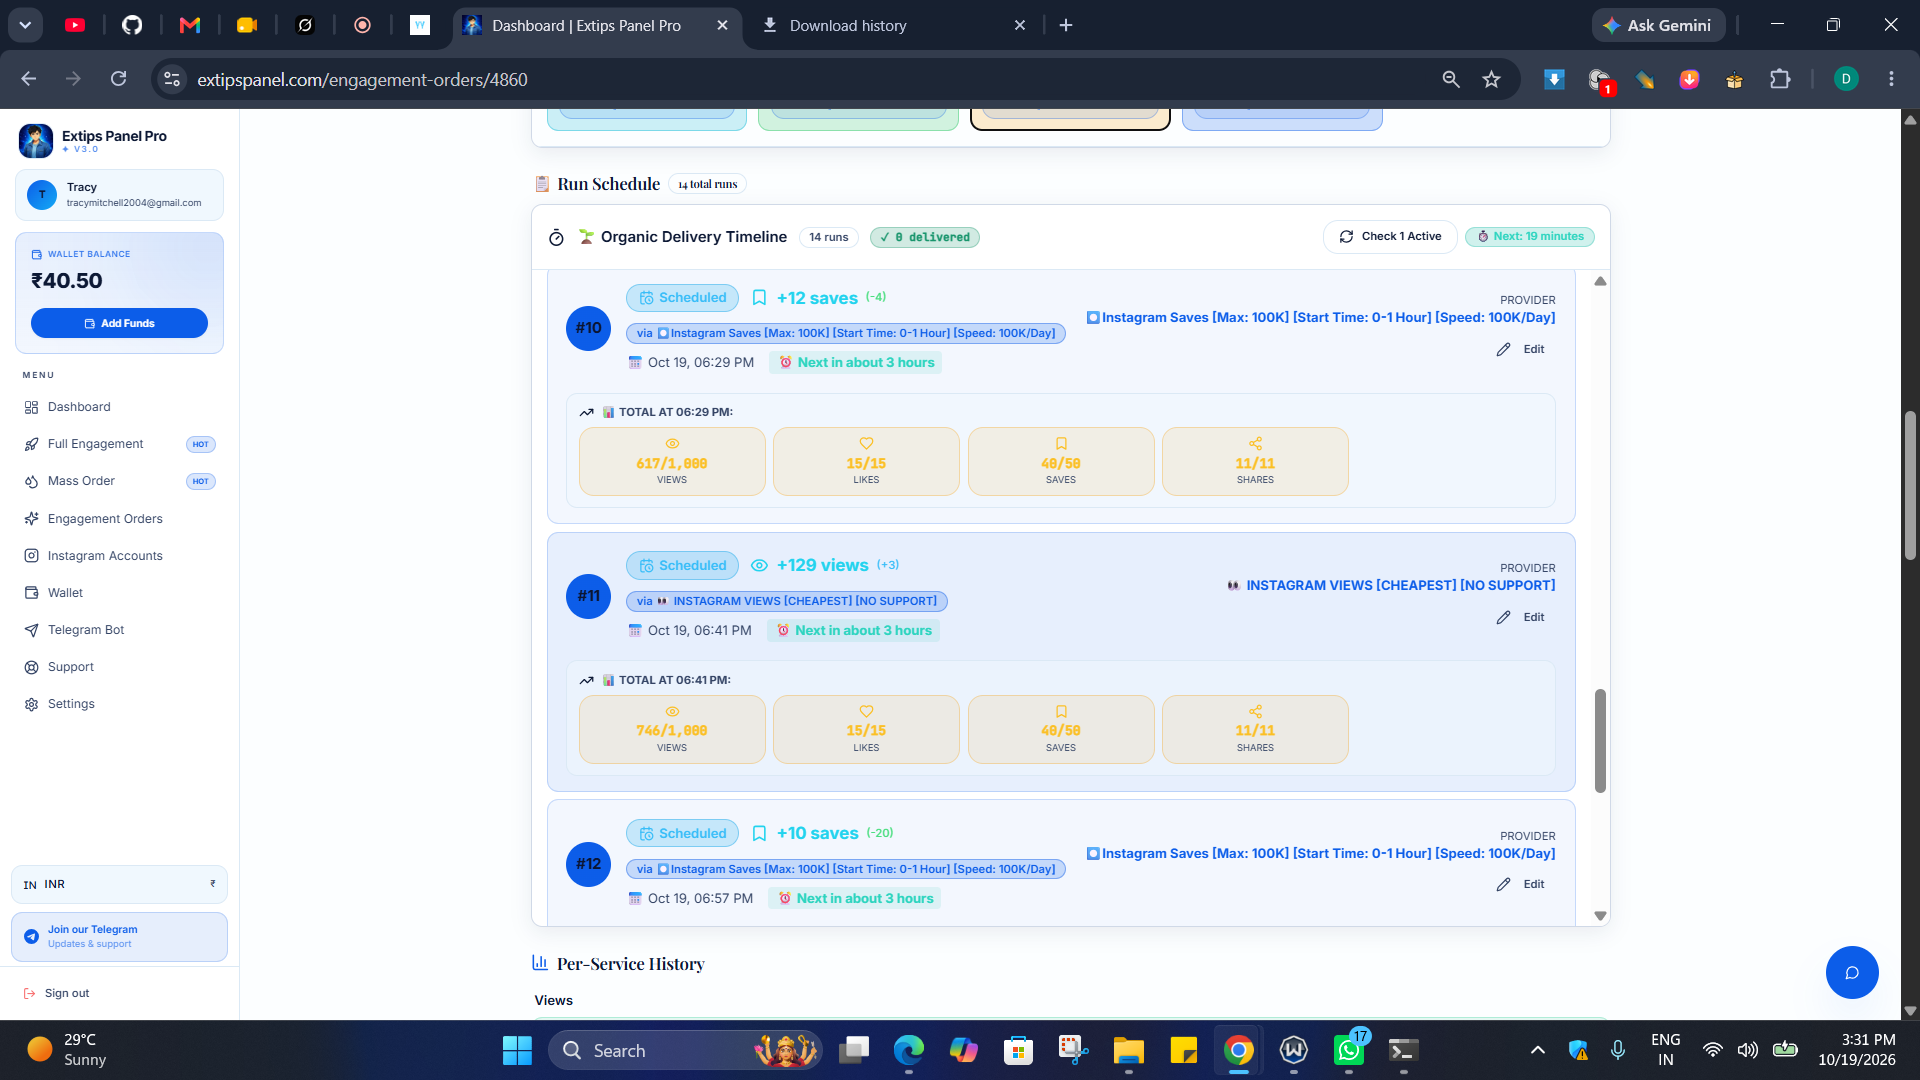 Dashboard | Extips Panel Pro
Download history
Ask Gemini
extipspanel.com/engagement-orders/4860
1
D
Extips Panel Pro
V3.0
T
Tracy
tracymitchell2004@gmail.com
WALLET BALANCE
₹40.50
Add Funds
MENU
Dashboard
Full Engagement HOT
Mass Order HOT
Engagement Orders
Instagram Accounts
Wallet
Telegram Bot
Support
Settings
IN INR ₹
Join our Telegram
Updates & support
Sign out
Run Schedule 14 total runs
Organic Delivery Timeline 14 runs ✓ 0 delivered
Check 1 Active Next: 19 minutes
#10
Scheduled +12 saves (-4)
via Instagram Saves [Max: 100K] [Start Time: 0-1 Hour] [Speed: 100K/Day]
Oct 19, 06:29 PM Next in about 3 hours
PROVIDER
Instagram Saves [Max: 100K] [Start Time: 0-1 Hour] [Speed: 100K/Day]
Edit
TOTAL AT 06:29 PM:
617/1,000 15/15 40/50 11/11
VIEWS LIKES SAVES SHARES
#11
Scheduled +129 views (+3)
via INSTAGRAM VIEWS [CHEAPEST] [NO SUPPORT]
Oct 19, 06:41 PM Next in about 3 hours
PROVIDER
INSTAGRAM VIEWS [CHEAPEST] [NO SUPPORT]
Edit
TOTAL AT 06:41 PM:
746/1,000 15/15 40/50 11/11
VIEWS LIKES SAVES SHARES
#12
Scheduled +10 saves (-20)
via Instagram Saves [Max: 100K] [Start Time: 0-1 Hour] [Speed: 100K/Day]
Oct 19, 06:57 PM Next in about 3 hours
PROVIDER
Instagram Saves [Max: 100K] [Start Time: 0-1 Hour] [Speed: 100K/Day]
Edit
Per-Service History
Views
29°C
Sunny
Search
17
ENG
IN
3:31 PM
10/19/2026